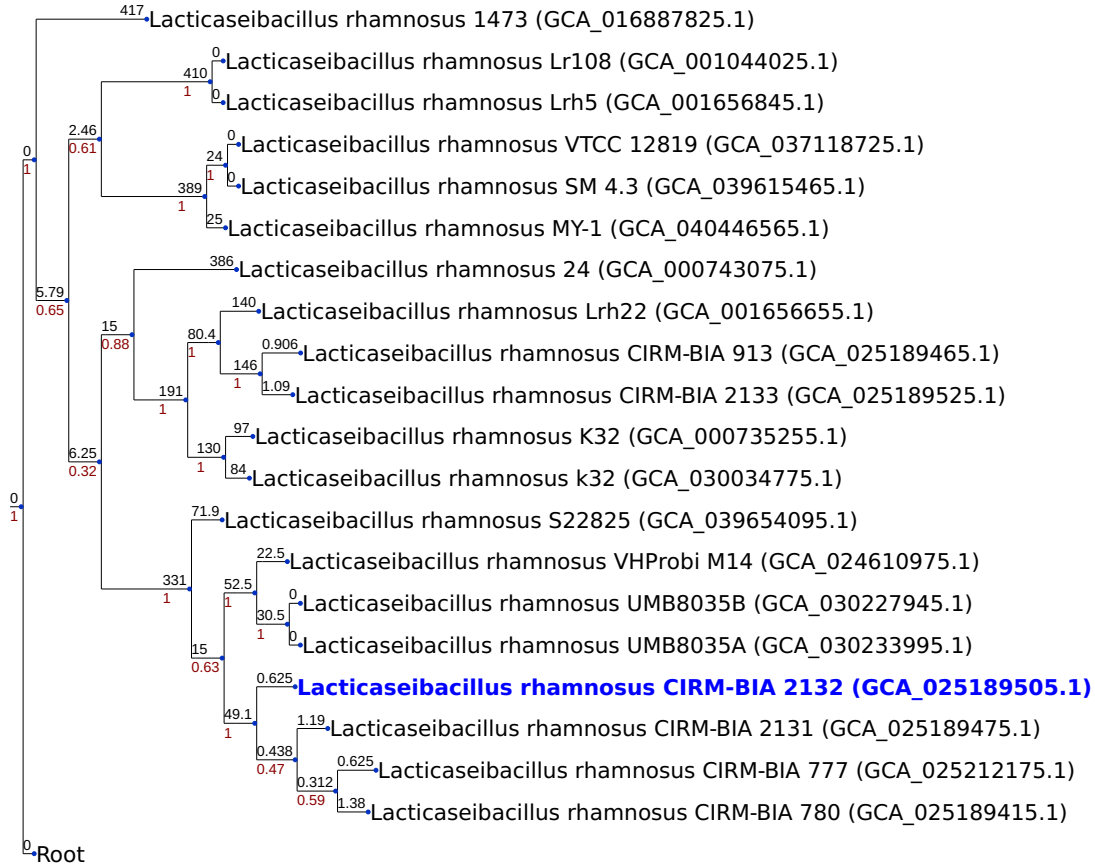 417
Lacticaseibacillus rhamnosus 1473 (GCA_016887825.1)
0
Lacticaseibacillus rhamnosus Lr108 (GCA_001044025.1)
410
1
0
Lacticaseibacillus rhamnosus Lrh5 (GCA_001656845.1)
2.46
0.61
0
Lacticaseibacillus rhamnosus VTCC 12819 (GCA_037118725.1)
0
1
24
1
0
Lacticaseibacillus rhamnosus SM 4.3 (GCA_039615465.1)
389
1
25
Lacticaseibacillus rhamnosus MY-1 (GCA_040446565.1)
386
Lacticaseibacillus rhamnosus 24 (GCA_000743075.1)
5.79
0.65
140
Lacticaseibacillus rhamnosus Lrh22 (GCA_001656655.1)
15
0.88
80.4
1
0.906
Lacticaseibacillus rhamnosus CIRM-BIA 913 (GCA_025189465.1)
146
1
1.09
Lacticaseibacillus rhamnosus CIRM-BIA 2133 (GCA_025189525.1)
191
1
97
Lacticaseibacillus rhamnosus K32 (GCA_000735255.1)
130
1
6.25
0.32
84
Lacticaseibacillus rhamnosus k32 (GCA_030034775.1)
0
1
71.9
Lacticaseibacillus rhamnosus S22825 (GCA_039654095.1)
22.5
Lacticaseibacillus rhamnosus VHProbi M14 (GCA_024610975.1)
331
1
52.5
1
0
Lacticaseibacillus rhamnosus UMB8035B (GCA_030227945.1)
30.5
1
0
Lacticaseibacillus rhamnosus UMB8035A (GCA_030233995.1)
15
0.63
0.625
Lacticaseibacillus rhamnosus CIRM-BIA 2132 (GCA_025189505.1)
49.1
1
1.19
Lacticaseibacillus rhamnosus CIRM-BIA 2131 (GCA_025189475.1)
0.438
0.47
0.625
Lacticaseibacillus rhamnosus CIRM-BIA 777 (GCA_025212175.1)
0.312
0.59
1.38
Lacticaseibacillus rhamnosus CIRM-BIA 780 (GCA_025189415.1)
0
Root